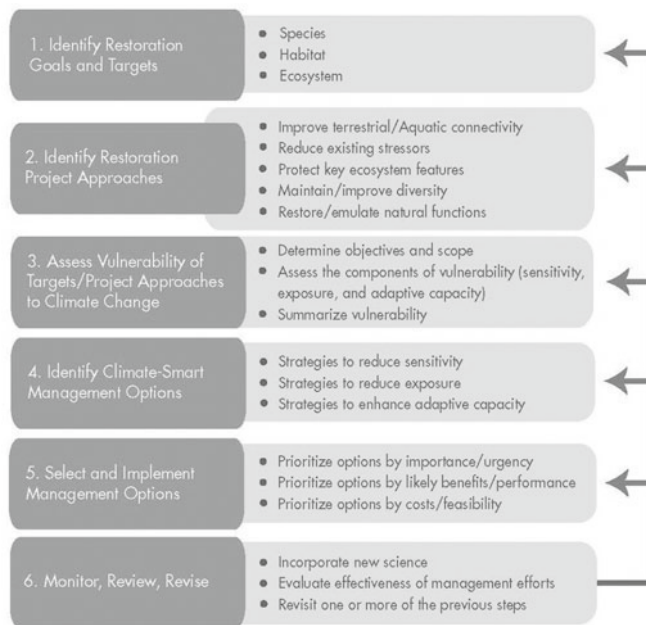 1. Identify Restoration
Goals and Targets
• Species
• Habitat
• Ecosystem
2. Identify Restoration
Project Approaches
• Improve terrestrial/Aquatic connectivity
• Reduce existing stressors
• Protect key ecosystem features
• Maintain/improve diversity
• Restore/emulate natural functions
3. Assess Vulnerability of
Targets/Project Approaches
to Climate Change
• Determine objectives and scope
• Assess the components of vulnerability (sensitivity,
exposure, and adaptive capacity)
• Summarize vulnerability
4. Identify Climate-Smart
Management Options
• Strategies to reduce sensitivity
• Strategies to reduce exposure
• Strategies to enhance adaptive capacity
5. Select and Implement
Management Options
• Prioritize options by importance/urgency
• Prioritize options by likely benefits/performance
• Prioritize options by costs/feasibility
6. Monitor, Review, Revise
• Incorporate new science
• Evaluate effectiveness of management efforts
• Revisit one or more of the previous steps